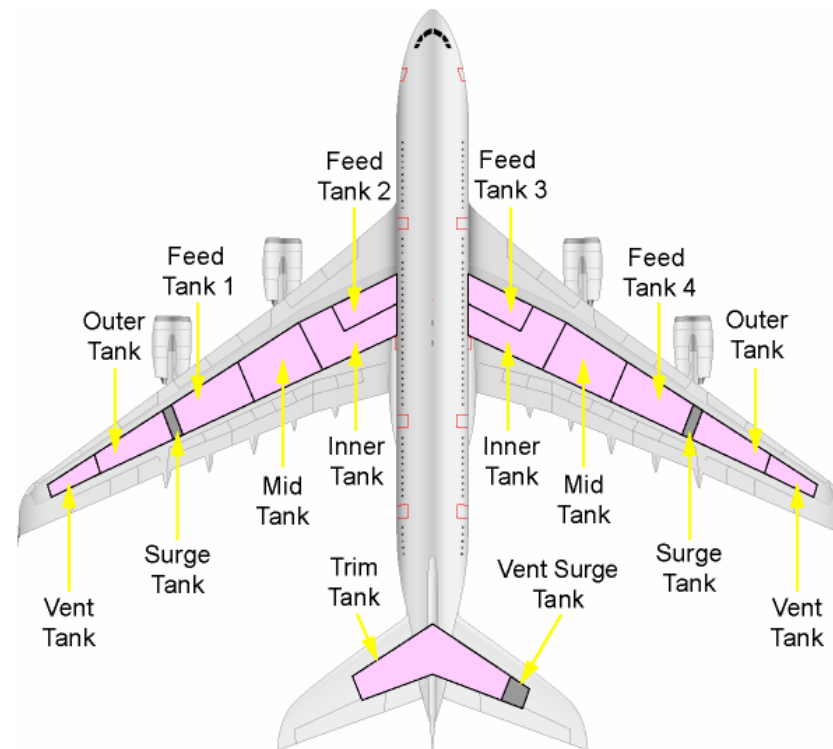 Feed
Tank 2
Feed
Tank 3
Feed
Tank 1
Feed
Tank 4
Outer
Tank
Outer
Tank
Inner
Tank
Inner
Tank
Mid
Tank
Mid
Tank
Surge
Tank
Surge
Tank
Vent
Tank
Vent
Tank
Trim
Tank
Vent Surge
Tank